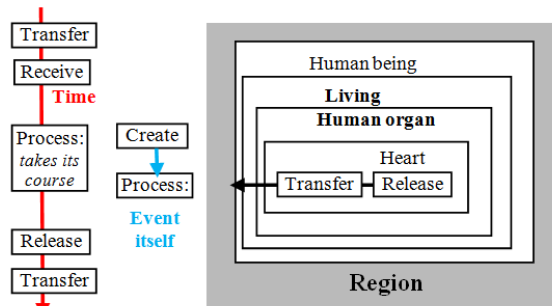 Transfer
Receive
Time
Process:
takes its
course
Release
Transfer
Create
Process:
Event
itself
Human being
Living
Human organ
Heart
Transfer
Release
Region